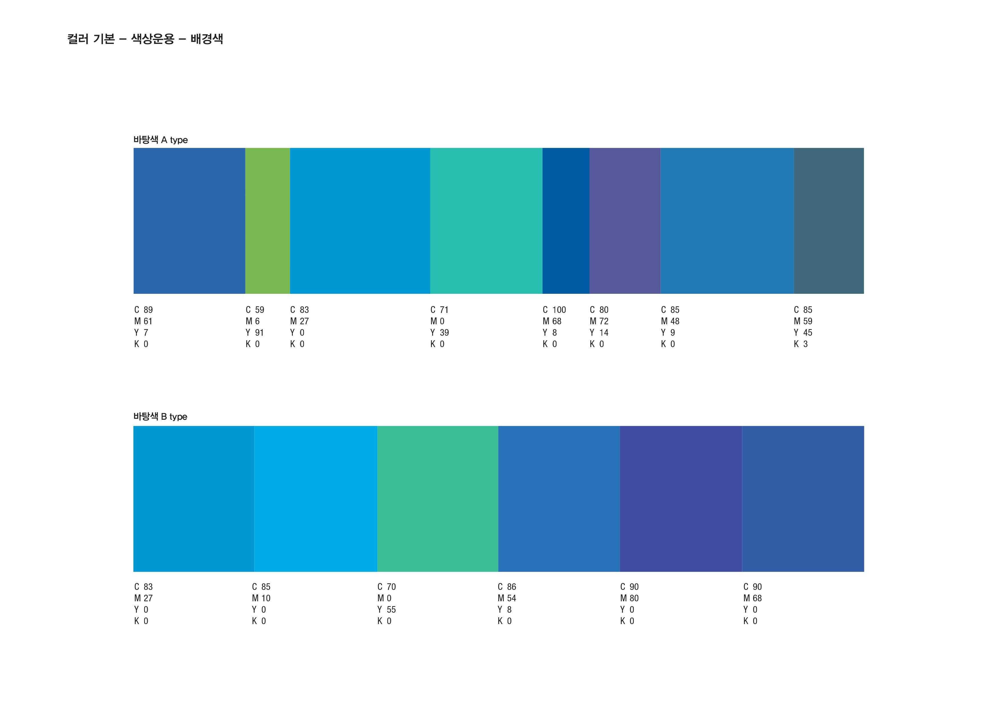 컬러 기본 – 색상운용 – 배경색
바탕색 A type
C 89
M 61
Y 7
K 0
C 59
M 6
Y 91
K 0
C 83
M 27
Y 0
K 0
C 71
M 0
Y 39
K 0
C 100
M 68
Y 8
K 0
C 80
M 72
Y 14
K 0
C 85
M 48
Y 9
K 0
C 85
M 59
Y 45
K 3
바탕색 B type
C 83
M 27
Y 0
K 0
C 85
M 10
Y 0
K 0
C 70
M 0
Y 55
K 0
C 86
M 54
Y 8
K 0
C 90
M 80
Y 0
K 0
C 90
M 68
Y 0
K 0